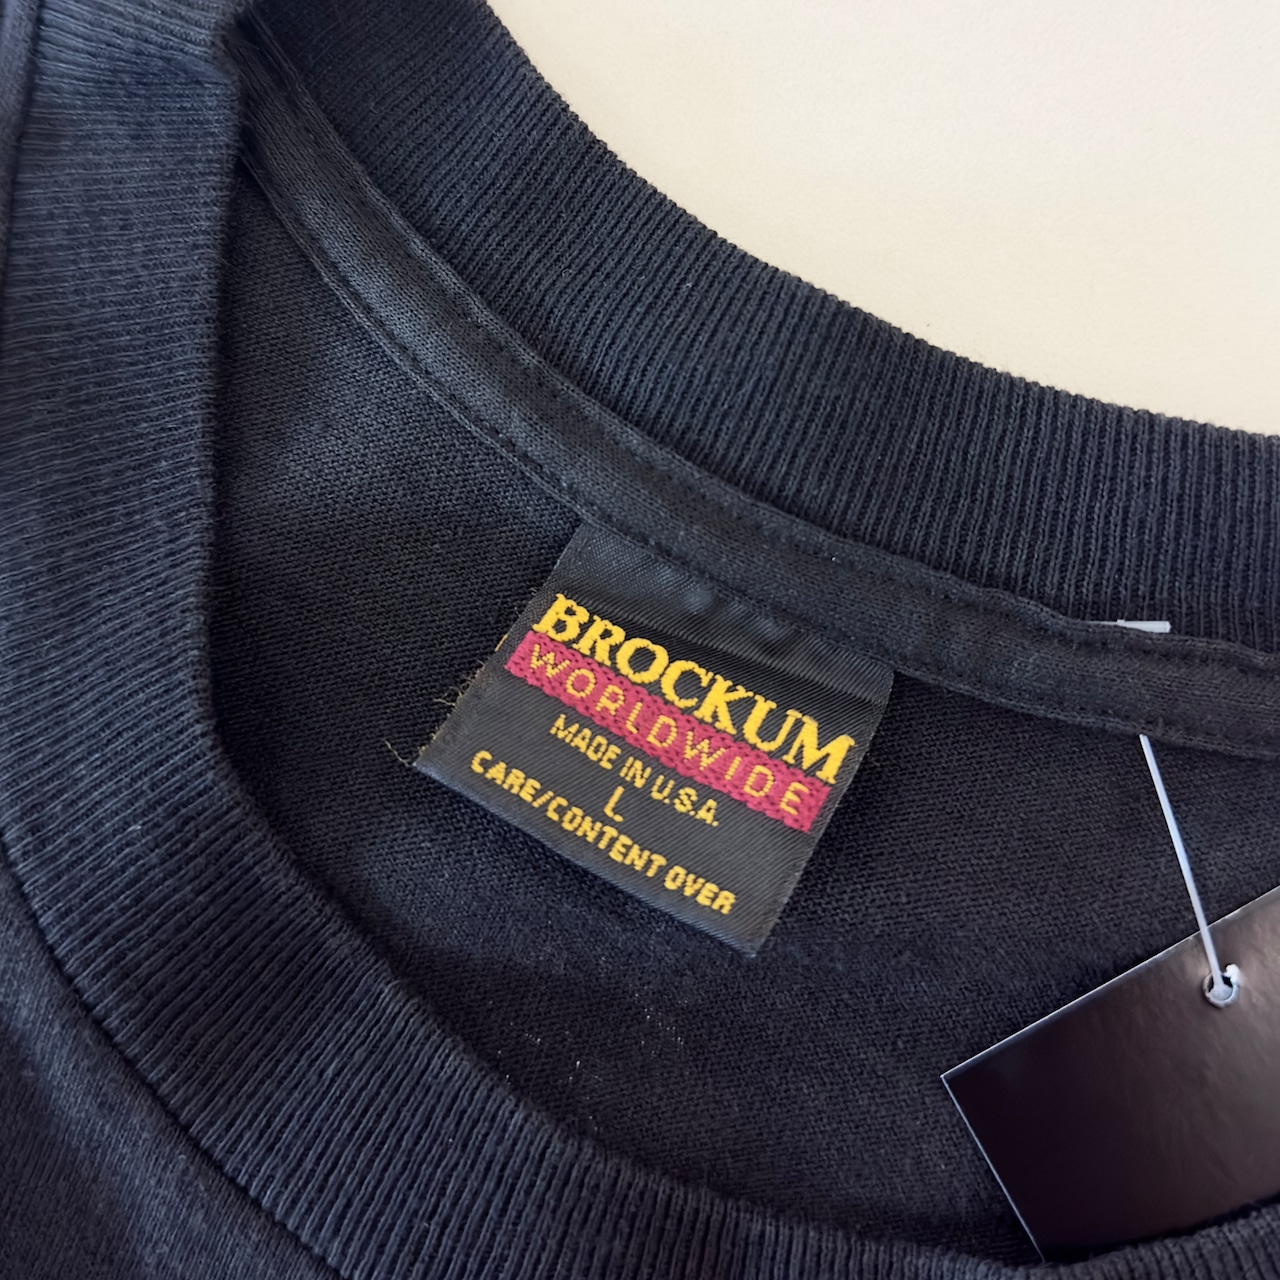 BROCKUM
WORLDWIDE
MADE IN U.S.A.
L
CARE/CONTENT OVER